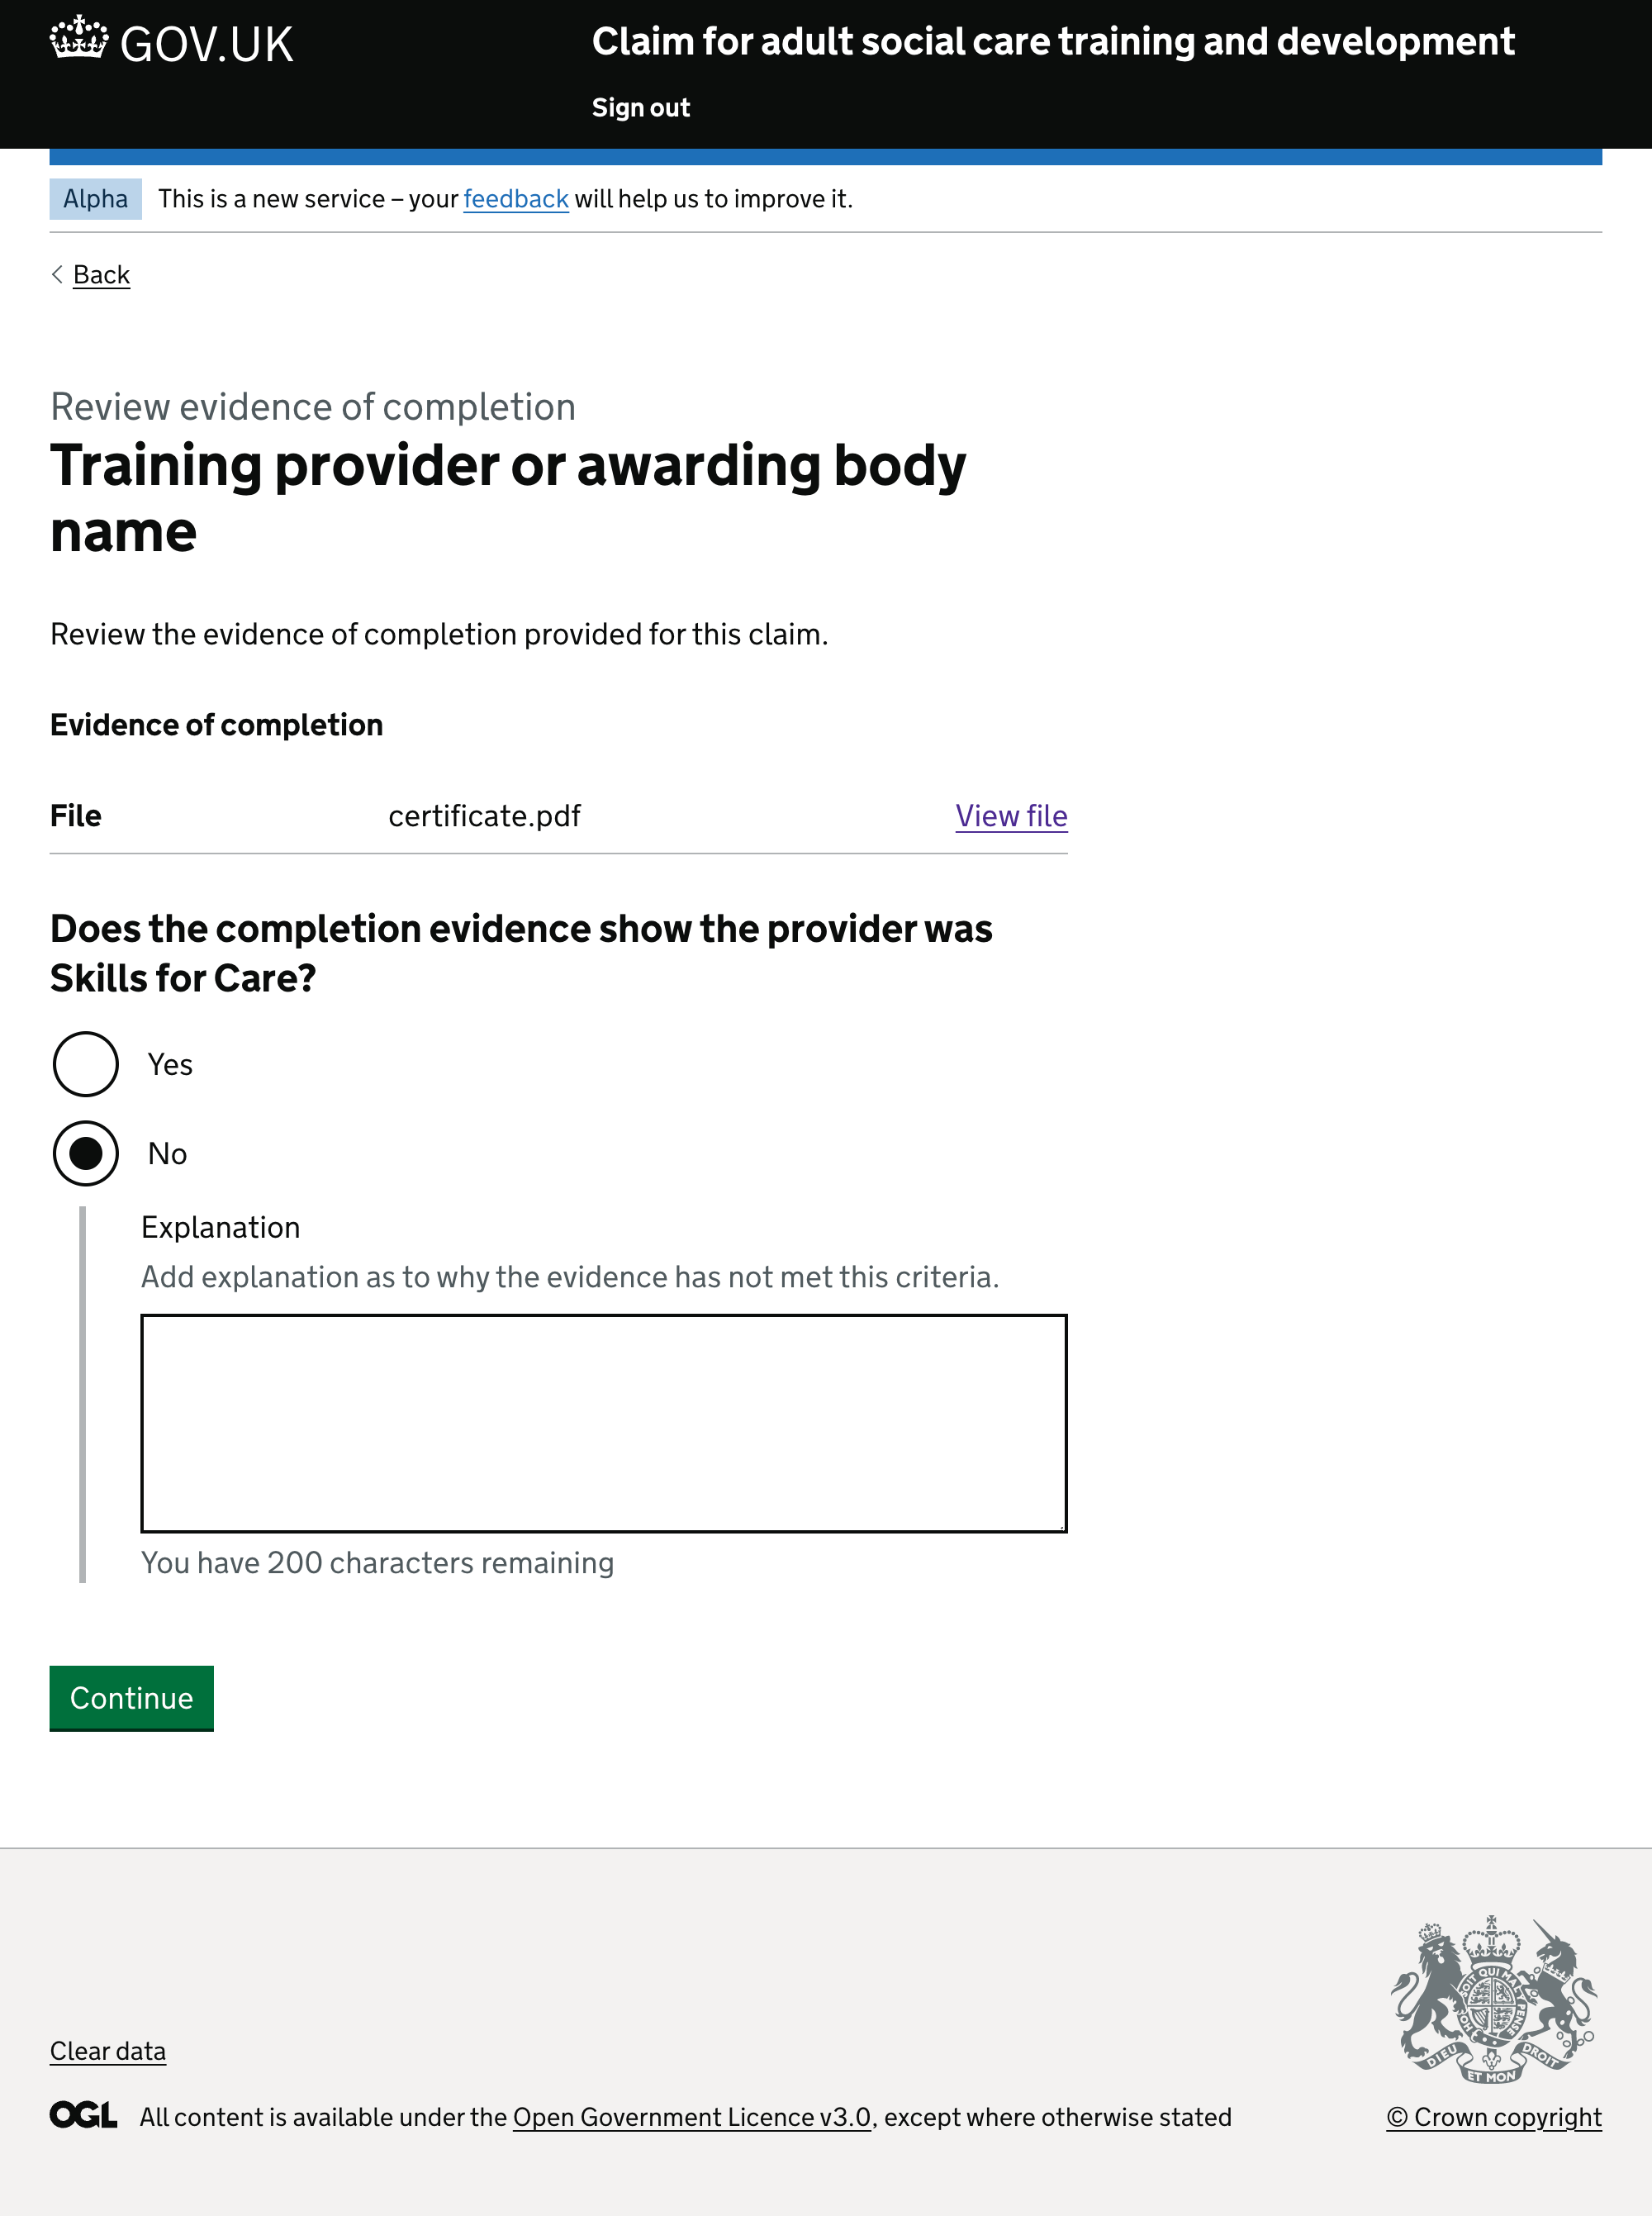 GOV.UK
Claim for adult social care training and development
Sign out
Alpha This is a new service – your feedback will help us to improve it.
Back
Review evidence of completion
Training provider or awarding body
name
Review the evidence of completion provided for this claim.
Evidence of completion
File certificate.pdf View file
Does the completion evidence show the provider was
Skills for Care?
Yes
No
Explanation
Add explanation as to why the evidence has not met this criteria.
You have 200 characters remaining
Continue
Clear data
DIEU ET MON DROIT
OGL All content is available under the Open Government Licence v3.0, except where otherwise stated
© Crown copyright